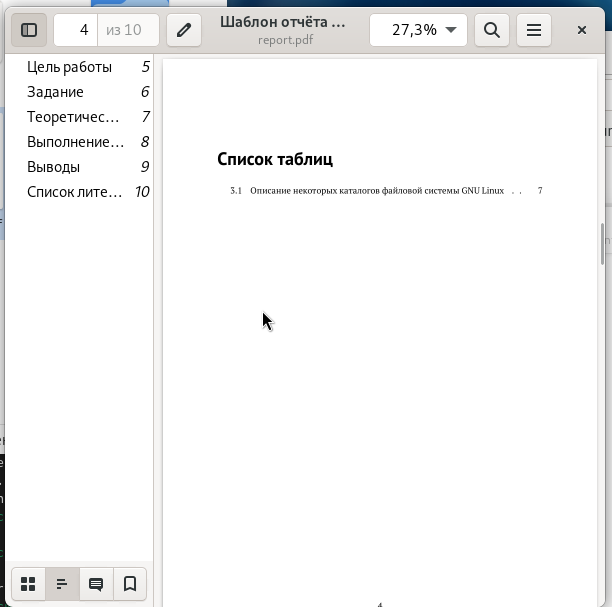 4 из 10
Шаблон отчёта ...
report.pdf
27,3%
Цель работы 5
Задание 6
Теоретичес... 7
Выполнение... 8
Выводы 9
Список лите... 10
Список таблиц
3.1 Описание некоторых каталогов файловой системы GNU Linux . . 7
4